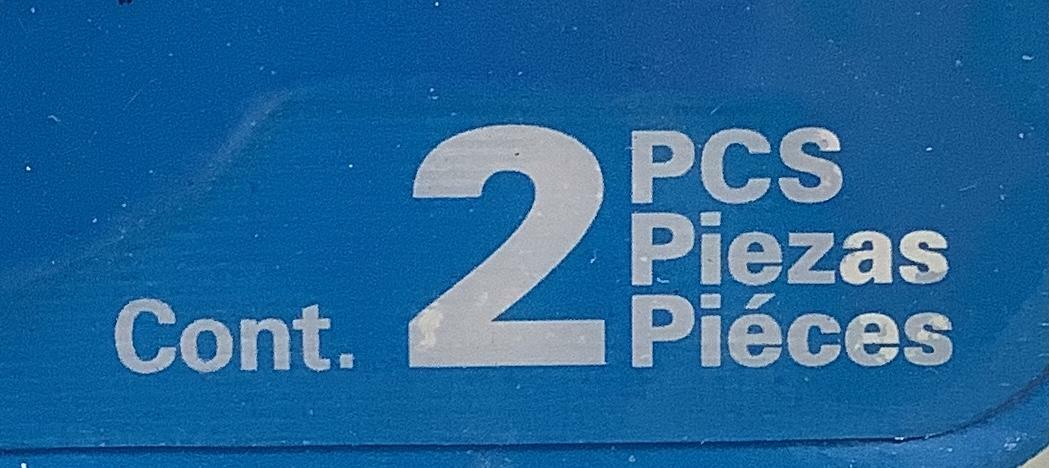 Cont. 2 PCS
Piezas
Piéces